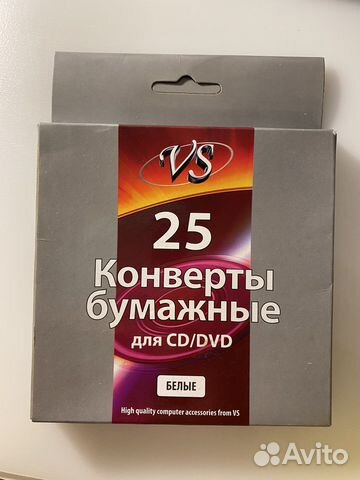 VS
25
Конверты
бумажные
для CD/DVD
БЕЛЫЕ
High quality computer accessories from VS
Avito